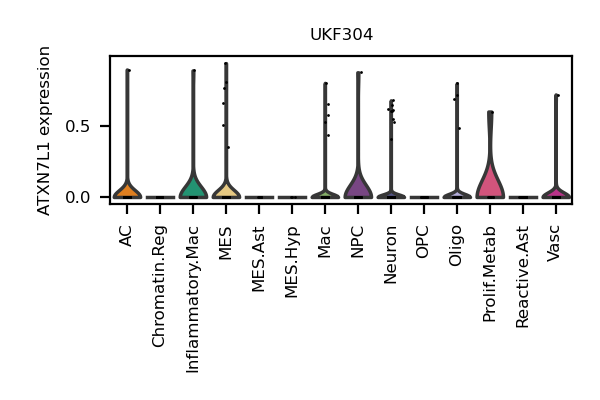 UKF304
ATXN7L1 expression
0.5
0.0
AC
Chromatin.Reg
Inflammatory.Mac
MES
MES.Ast
MES.Hyp
Mac
NPC
Neuron
OPC
Oligo
Prolif.Metab
Reactive.Ast
Vasc